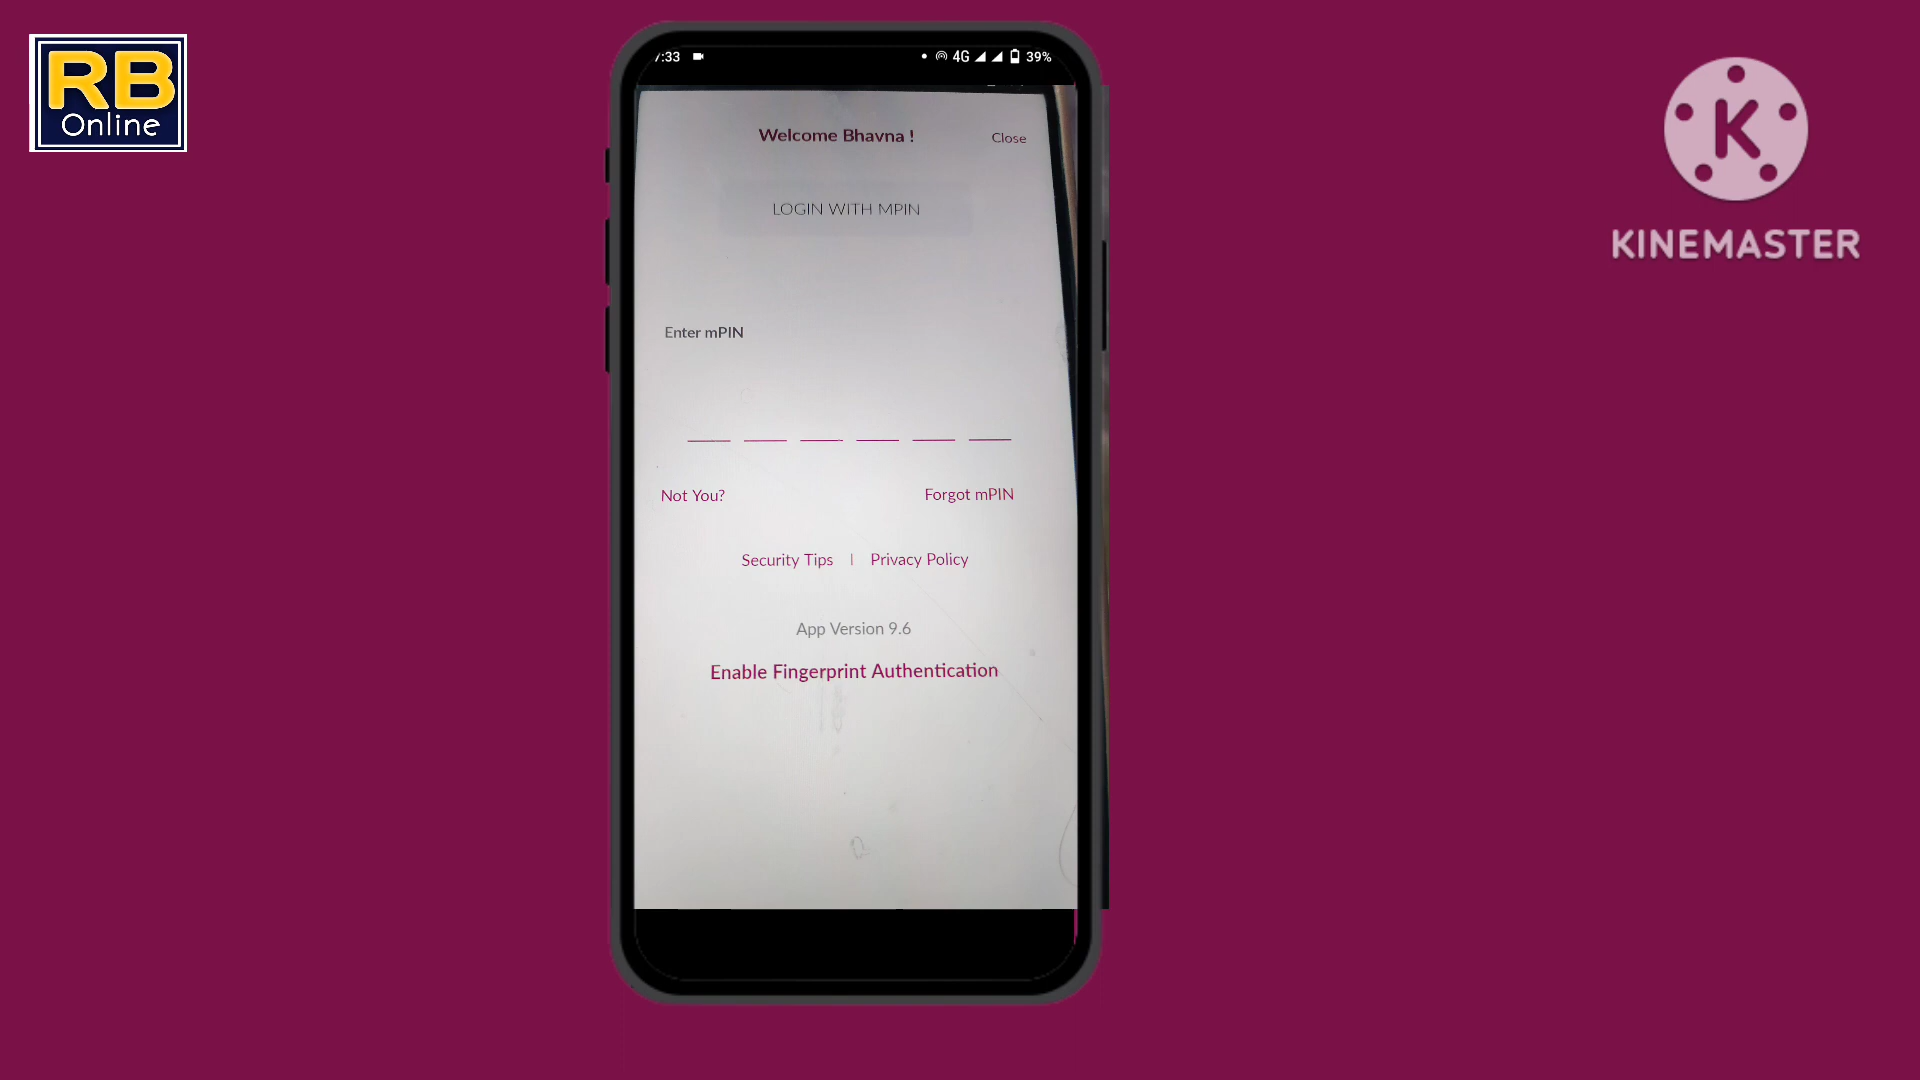 RB
Online
7:33
4G
39%
Welcome Bhavna !
Close
LOGIN WITH MPIN
Enter mPIN
Not You?
Forgot mPIN
Security Tips | Privacy Policy
App Version 9.6
Enable Fingerprint Authentication
K
KINEMASTER